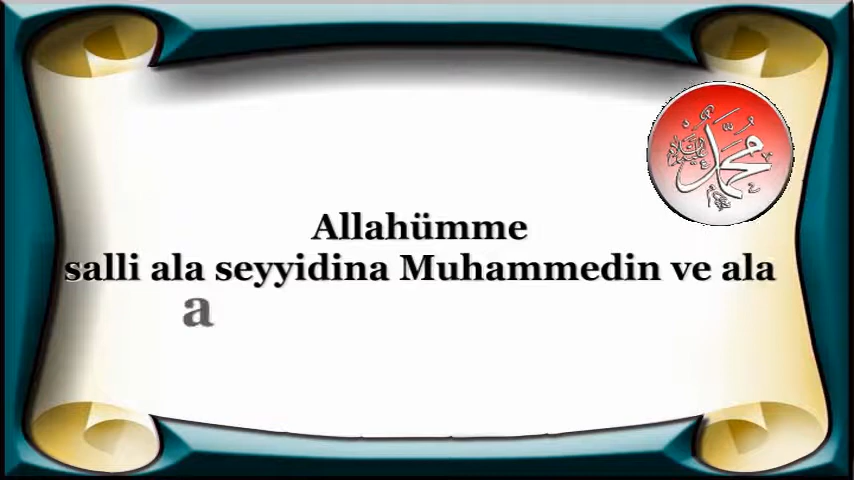 Allahümme
salli ala seyyidina Muhammedin ve ala
a
محمد